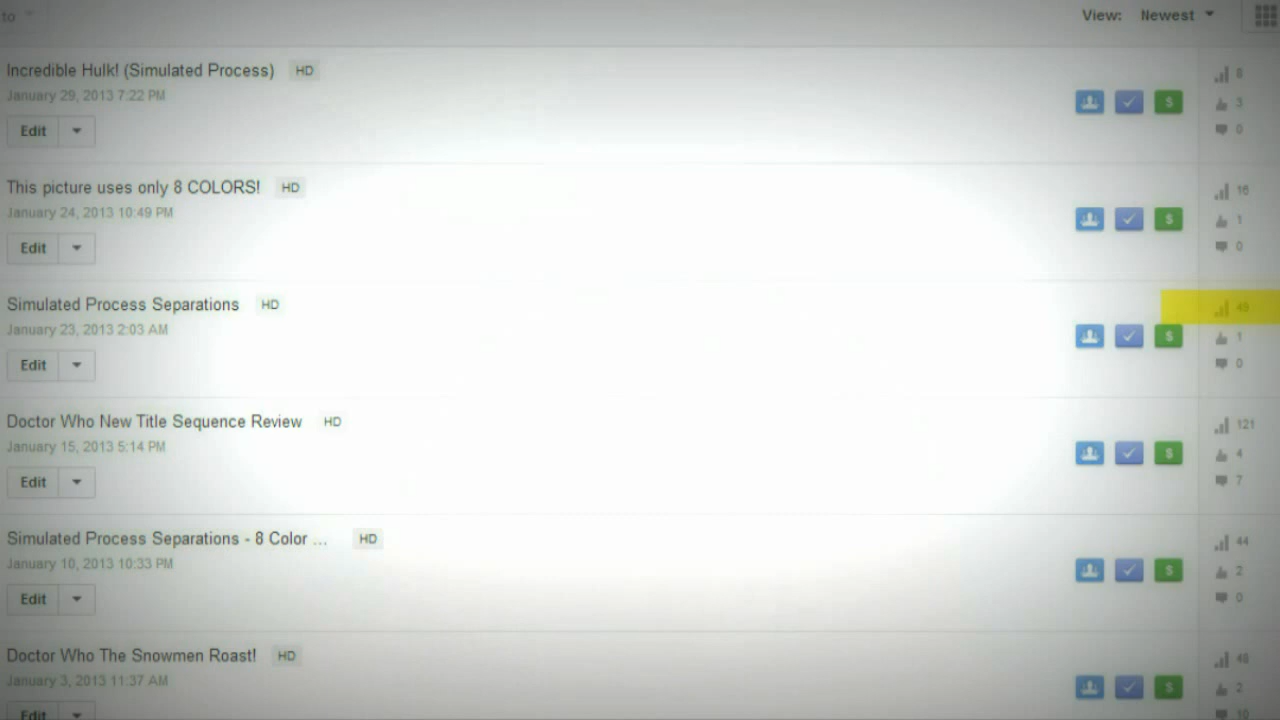 to
View: Newest
Incredible Hulk! (Simulated Process) HD
January 29, 2013 7:22 PM
Edit
8
3
0
This picture uses only 8 COLORS! HD
January 24, 2013 10:49 PM
Edit
16
1
0
Simulated Process Separations HD
January 23, 2013 2:03 AM
Edit
49
1
0
Doctor Who New Title Sequence Review HD
January 15, 2013 5:14 PM
Edit
121
4
7
Simulated Process Separations - 8 Color ... HD
January 10, 2013 10:33 PM
Edit
44
2
0
Doctor Who The Snowmen Roast! HD
January 3, 2013 11:37 AM
Edit
48
2
10